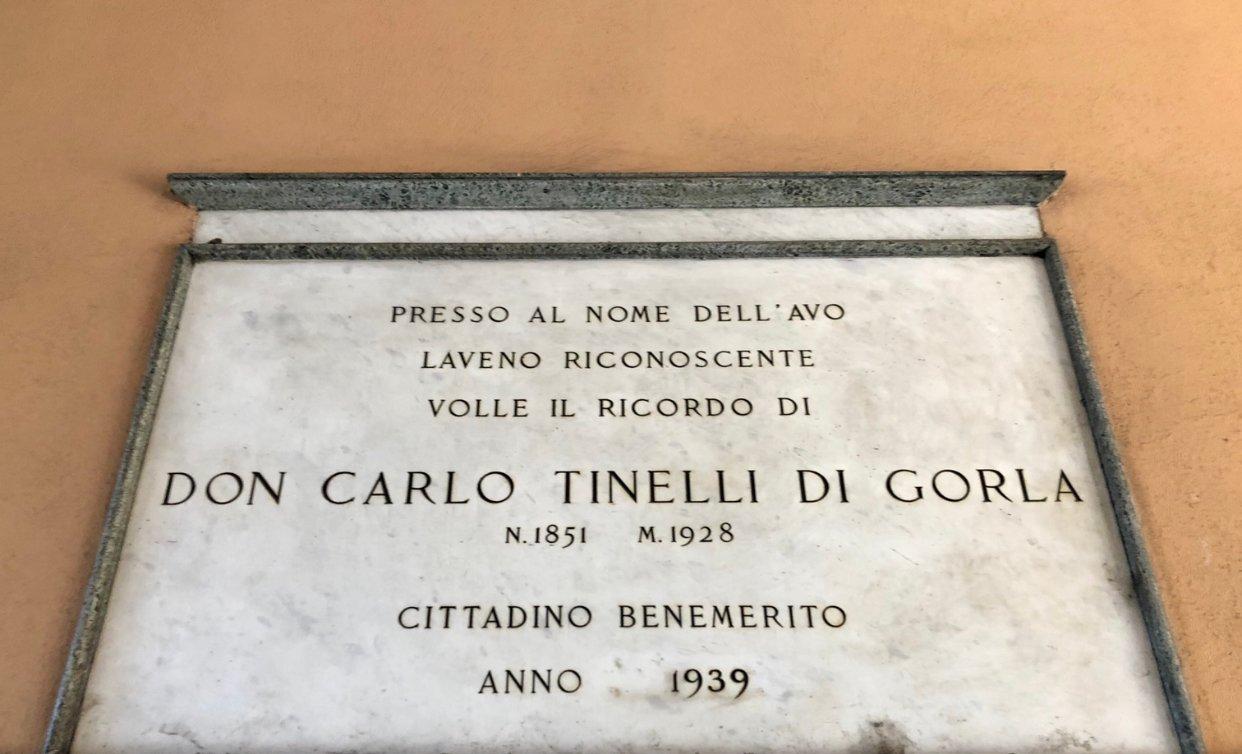 PRESSO AL NOME DELL'AVO
LAVENO RICONOSCENTE
VOLLE IL RICORDO DI
DON CARLO TINELLI DI GORLA
N.1851 M.1928
CITTADINO BENEMERITO
ANNO 1939